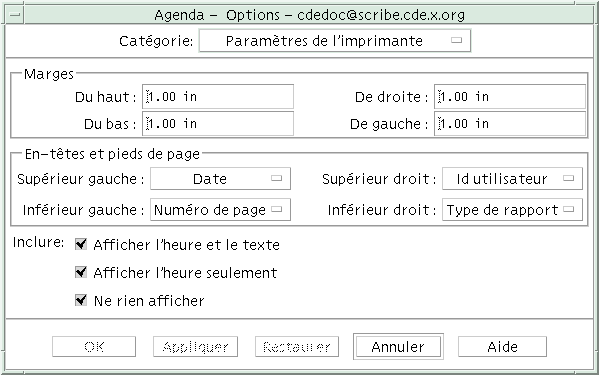 Agenda – Options – cdedoc@scribe.cde.x.org
Catégorie: Paramètres de l'imprimante
Marges
Du haut : 1.00 in De droite : 1.00 in
Du bas : 1.00 in De gauche : 1.00 in
En-têtes et pieds de page
Supérieur gauche : Date Supérieur droit : Id utilisateur
Inférieur gauche : Numéro de page Inférieur droit : Type de rapport
Inclure: Afficher l'heure et le texte
Afficher l'heure seulement
Ne rien afficher
OK Appliquer Restaurer Annuler Aide